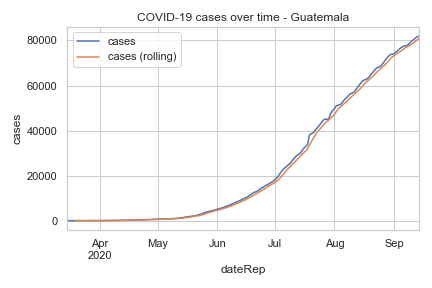 COVID-19 cases over time - Guatemala
cases
cases (rolling)
80000
60000
40000
20000
0
cases
Apr
2020
May
Jun
Jul
Aug
Sep
dateRep